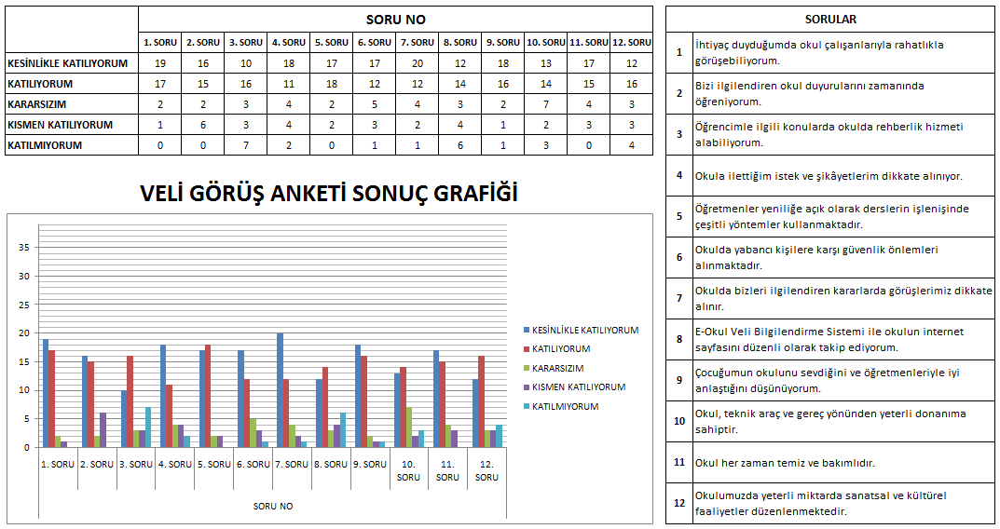 SORU NO
1. SORU 2. SORU 3. SORU 4. SORU 5. SORU 6. SORU 7. SORU 8. SORU 9. SORU 10. SORU 11. SORU 12. SORU
KESİNLİKLE KATILIYORUM 19 16 10 18 17 17 20 12 18 13 17 12
KATILIYORUM 17 15 16 11 18 12 12 14 16 14 15 16
KARARSIZIM 2 2 3 4 2 5 4 3 2 7 4 3
KISMEN KATILIYORUM 1 6 3 4 2 3 2 4 1 2 3 3
KATILMIYORUM 0 0 7 2 0 1 1 6 1 3 0 4
VELİ GÖRÜŞ ANKETİ SONUÇ GRAFİĞİ
35
30
25
20
15
10
5
0
1. SORU 2. SORU 3. SORU 4. SORU 5. SORU 6. SORU 7. SORU 8. SORU 9. SORU 10. 11. 12.
SORU SORU SORU
SORU NO
KESİNLİKLE KATILIYORUM
KATILIYORUM
KARARSIZIM
KISMEN KATILIYORUM
KATILMIYORUM
SORULAR
1 İhtiyaç duyduğumda okul çalışanlarıyla rahatlıkla
görüşebiliyorum.
2 Bizi ilgilendiren okul duyurularını zamanında
öğreniyorum.
3 Öğrencimle ilgili konularda okulda rehberlik hizmeti
alabiliyorum.
4 Okula ilettiğim istek ve şikâyetlerim dikkate alınıyor.
5 Öğretmenler yeniliğe açık olarak derslerin işlenişinde
çeşitli yöntemler kullanmaktadır.
6 Okulda yabancı kişilere karşı güvenlik önlemleri
alınmaktadır.
7 Okulda bizleri ilgilendiren kararlarda görüşlerimiz dikkate
alınır.
8 E-Okul Veli Bilgilendirme Sistemi ile okulun internet
sayfasını düzenli olarak takip ediyorum.
9 Çocuğumun okulunu sevdiğini ve öğretmenleriyle iyi
anlaştığını düşünüyorum.
10 Okul, teknik araç ve gereç yönünden yeterli donanıma
sahiptir.
11 Okul her zaman temiz ve bakımlıdır.
12 Okulumuzda yeterli miktarda sanatsal ve kültürel
faaliyetler düzenlenmektedir.